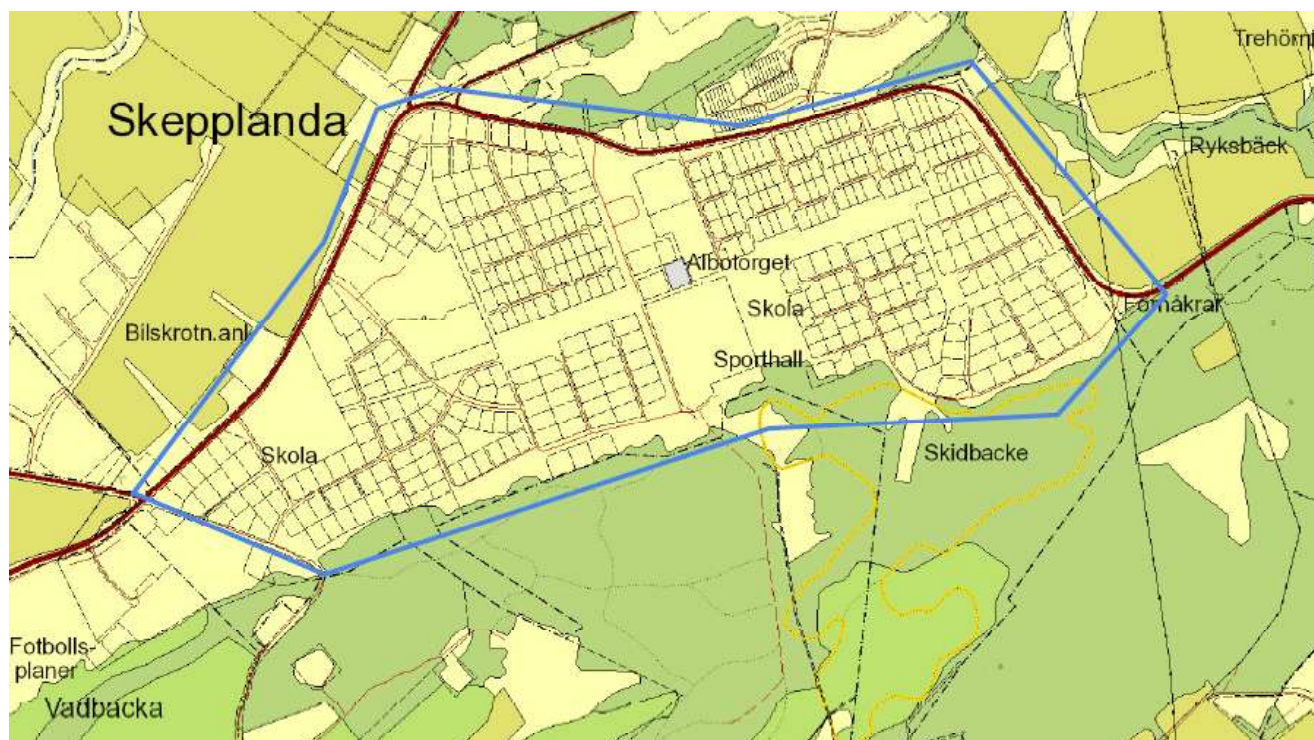 Trehörn
Skepplanda
Ryksbäck
Albotorget
Skola
Fornåkrar
Bilskrotn.anl
Sporthall
Skola
Skidbacke
Fotbolls-
planer
Vadbacka